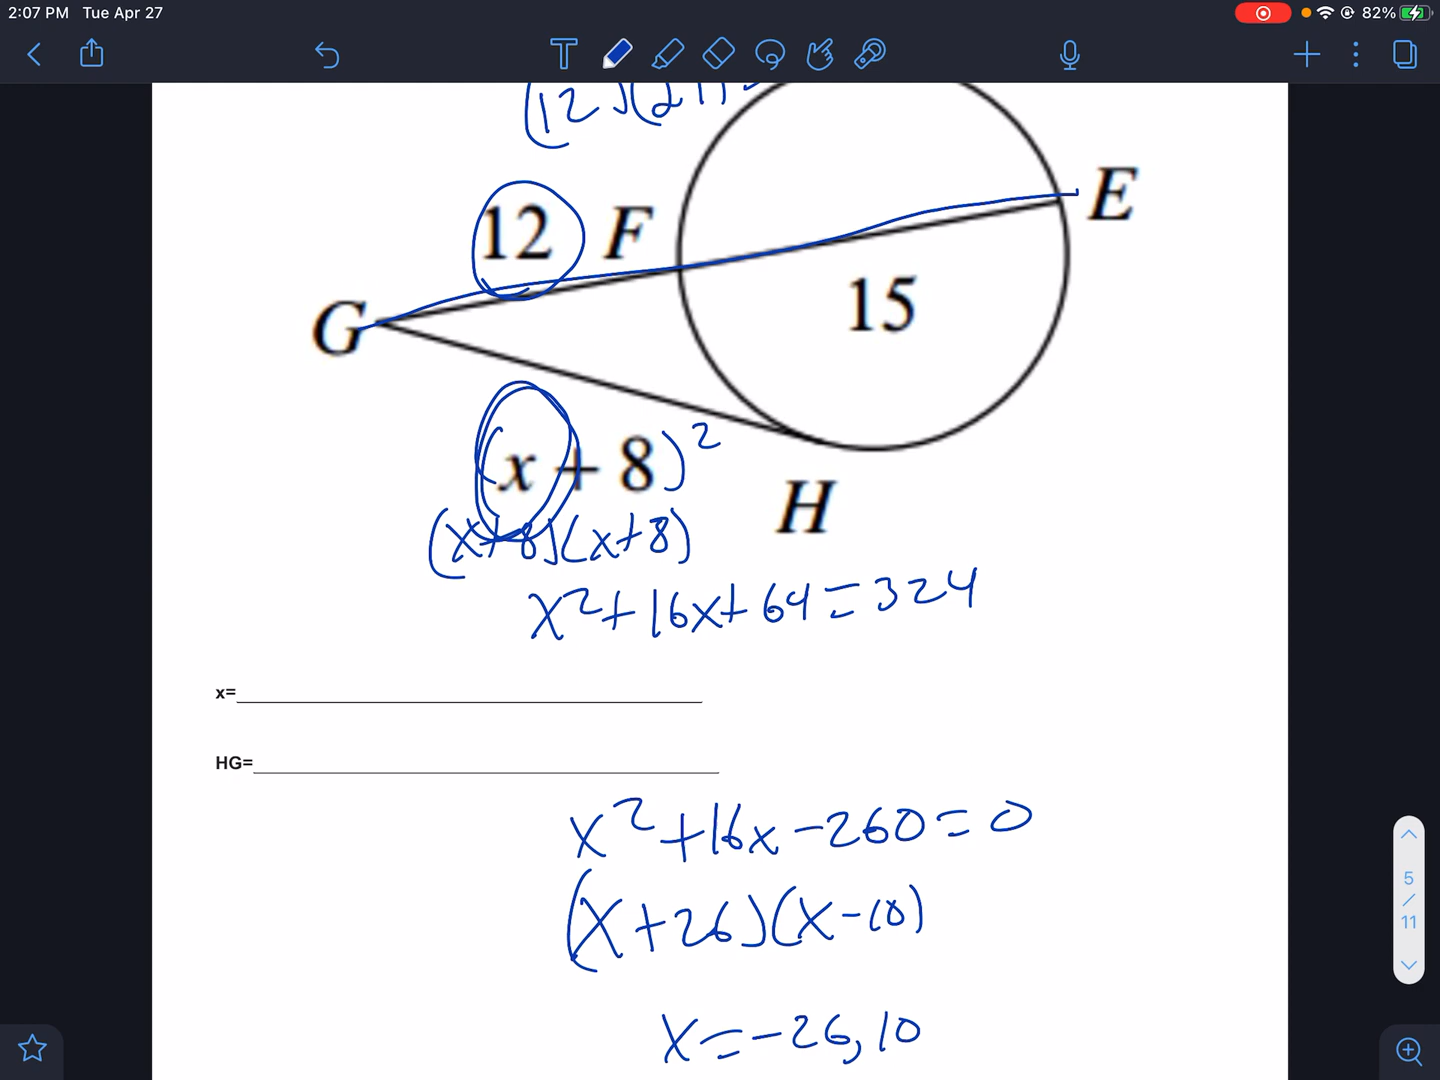 2:07 PM Tue Apr 27
82%
(12)(27)=
12 F
E
G
15
(x + 8)²
H
(x+8)(x+8)
x²+16x+64=324
x=
HG=
x²+16x-260=0
(x+26)(x-10)
x=-26,10
5
/
11